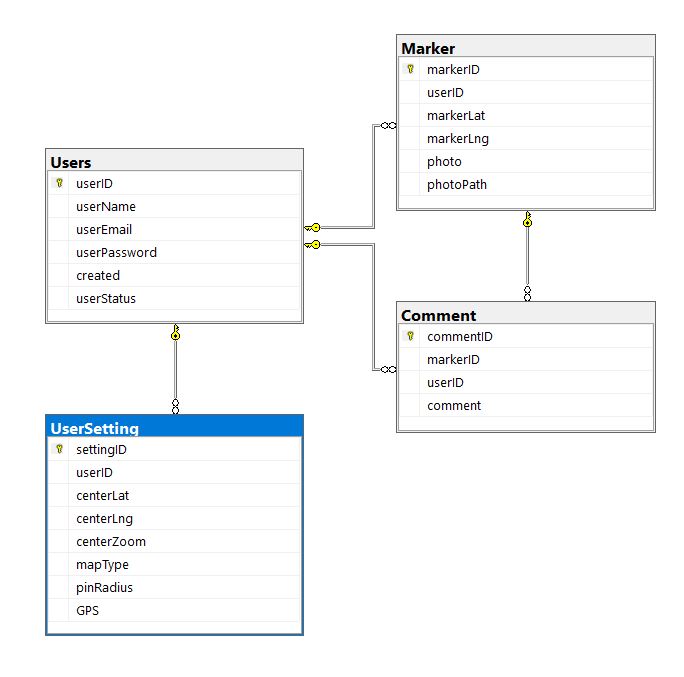 Marker
markerID
userID
markerLat
markerLng
photo
photoPath
Users
userID
userName
userEmail
userPassword
created
userStatus
Comment
commentID
markerID
userID
comment
UserSetting
settingID
userID
centerLat
centerLng
centerZoom
mapType
pinRadius
GPS